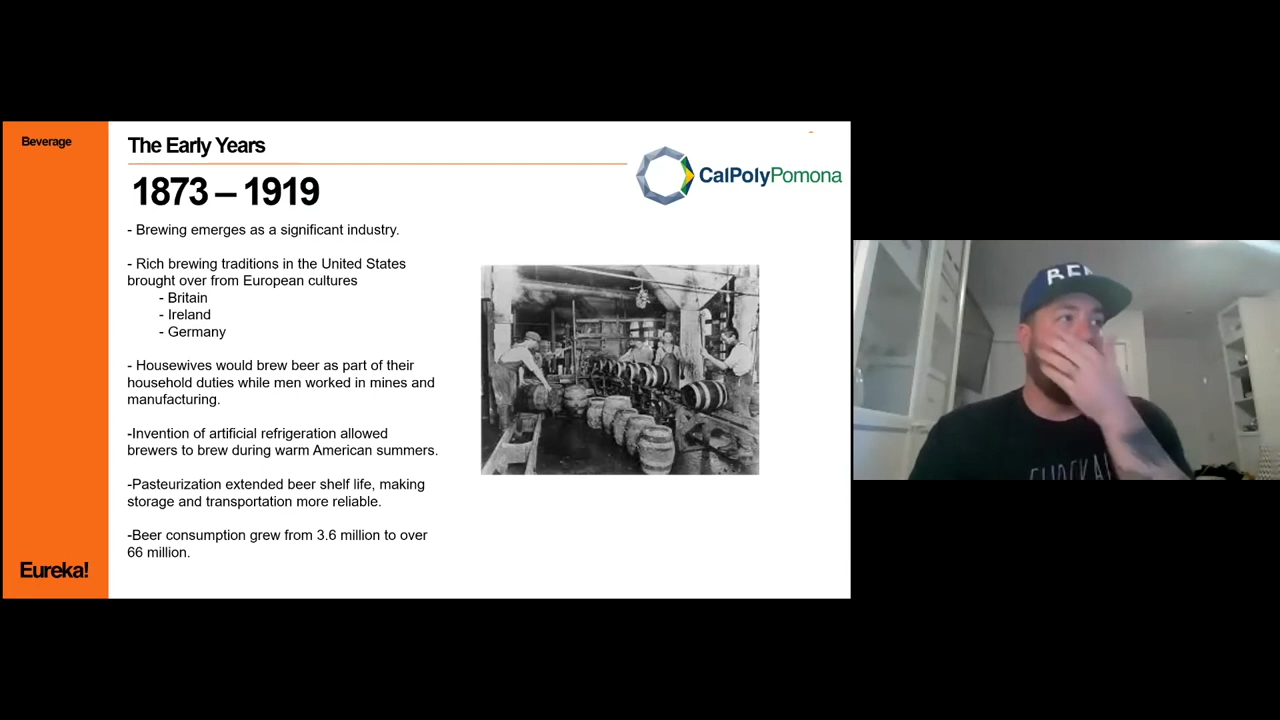 Beverage
The Early Years
CalPolyPomona
1873 – 1919
- Brewing emerges as a significant industry.
- Rich brewing traditions in the United States
brought over from European cultures
- Britain
- Ireland
- Germany
- Housewives would brew beer as part of their
household duties while men worked in mines and
manufacturing.
-Invention of artificial refrigeration allowed
brewers to brew during warm American summers.
-Pasteurization extended beer shelf life, making
storage and transportation more reliable.
-Beer consumption grew from 3.6 million to over
66 million.
Eureka!